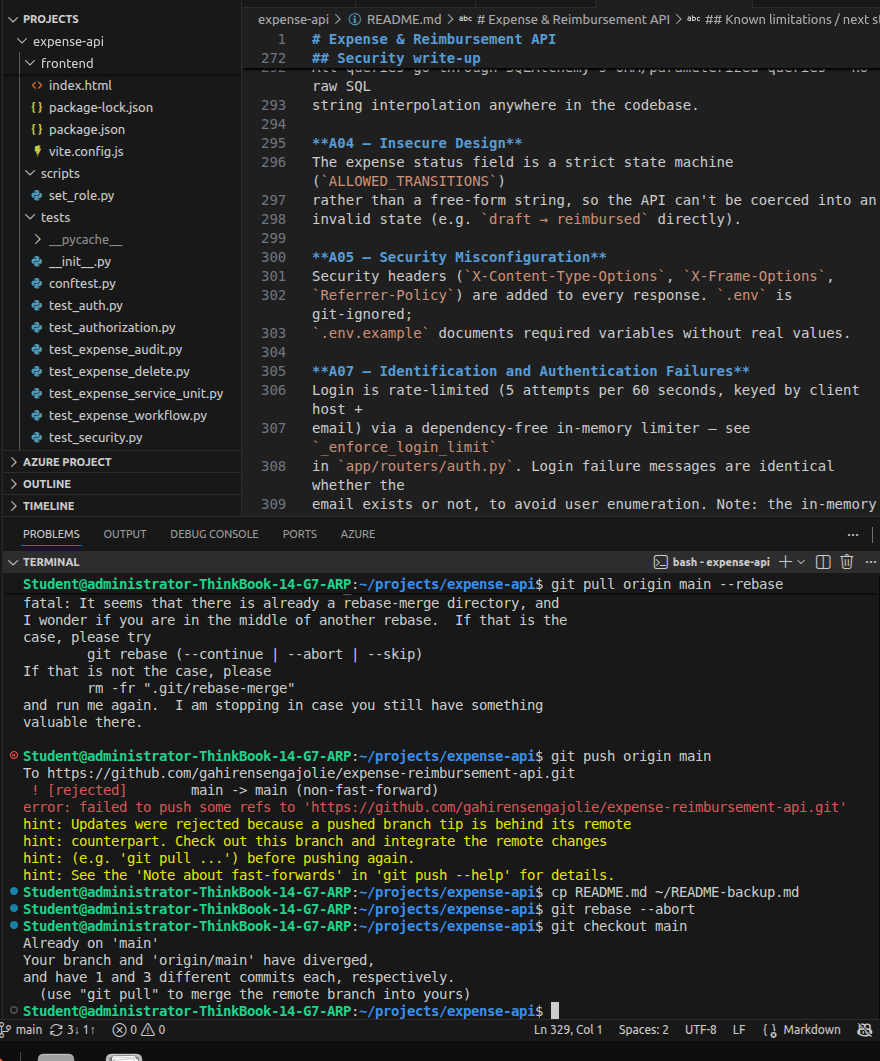 PROJECTS
expense-api
frontend
index.html
package-lock.json
package.json
vite.config.js
scripts
set_role.py
tests
__pycache__
__init__.py
conftest.py
test_auth.py
test_authorization.py
test_expense_audit.py
test_expense_delete.py
test_expense_service_unit.py
test_expense_workflow.py
test_security.py
AZURE PROJECT
OUTLINE
TIMELINE
expense-api > README.md > # Expense & Reimbursement API > ## Known limitations / next s
1 # Expense & Reimbursement API
272 ## Security write-up
raw SQL
293 string interpolation anywhere in the codebase.
294
295 **A04 — Insecure Design**
296 The expense status field is a strict state machine
(`ALLOWED_TRANSITIONS`)
297 rather than a free-form string, so the API can't be coerced into an
298 invalid state (e.g. `draft → reimbursed` directly).
299
300 **A05 — Security Misconfiguration**
301 Security headers (`X-Content-Type-Options`, `X-Frame-Options`,
302 `Referrer-Policy`) are added to every response. `.env` is
git-ignored;
303 `.env.example` documents required variables without real values.
304
305 **A07 — Identification and Authentication Failures**
306 Login is rate-limited (5 attempts per 60 seconds, keyed by client
host +
307 email) via a dependency-free in-memory limiter — see
`_enforce_login_limit`
308 in `app/routers/auth.py`. Login failure messages are identical
whether the
309 email exists or not, to avoid user enumeration. Note: the in-memory
PROBLEMS OUTPUT DEBUG CONSOLE PORTS AZURE
TERMINAL
bash - expense-api
Student@administrator-ThinkBook-14-G7-ARP:~/projects/expense-api$ git pull origin main --rebase
fatal: It seems that there is already a rebase-merge directory, and
I wonder if you are in the middle of another rebase.  If that is the
case, please try
git rebase (--continue | --abort | --skip)
If that is not the case, please
rm -fr ".git/rebase-merge"
and run me again.  I am stopping in case you still have something
valuable there.
Student@administrator-ThinkBook-14-G7-ARP:~/projects/expense-api$ git push origin main
To https://github.com/gahirensengajolie/expense-reimbursement-api.git
! [rejected]        main -> main (non-fast-forward)
error: failed to push some refs to 'https://github.com/gahirensengajolie/expense-reimbursement-api.git'
hint: Updates were rejected because a pushed branch tip is behind its remote
hint: counterpart. Check out this branch and integrate the remote changes
hint: (e.g. 'git pull ...') before pushing again.
hint: See the 'Note about fast-forwards' in 'git push --help' for details.
Student@administrator-ThinkBook-14-G7-ARP:~/projects/expense-api$ cp README.md ~/README-backup.md
Student@administrator-ThinkBook-14-G7-ARP:~/projects/expense-api$ git rebase --abort
Student@administrator-ThinkBook-14-G7-ARP:~/projects/expense-api$ git checkout main
Already on 'main'
Your branch and 'origin/main' have diverged,
and have 1 and 3 different commits each, respectively.
(use "git pull" to merge the remote branch into yours)
Student@administrator-ThinkBook-14-G7-ARP:~/projects/expense-api$
main 3↓ 1↑ 0 0 Ln 329, Col 1 Spaces: 2 UTF-8 LF Markdown